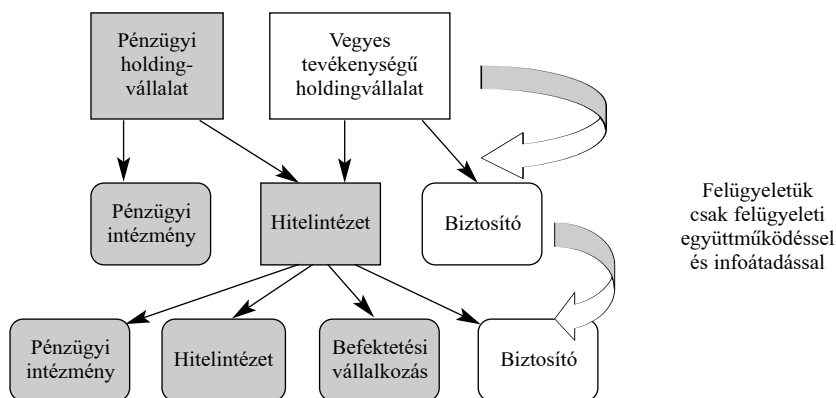 Pénzügyi
holding-
vállalat
Vegyes
tevékenységű
holdingvállalat
Pénzügyi
intézmény
Hitelintézet
Biztosító
Felügyeletük
csak felügyeleti
együttműködéssel
és infoátadással
Pénzügyi
intézmény
Hitelintézet
Befektetési
vállalkozás
Biztosító